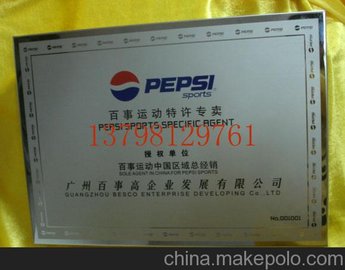 PEPSI
sports
百事运动特许专卖
PEPSI SPORTS SPECIFIC AGENT
13798129761
授权单位
百事运动中国区域总经销
SOLE AGENT IN CHINA FOR PEPSI SPORTS
广州百事高企业发展有限公司
GUANGZHOU BESCO ENTERPRISE DEVELOPING Co., LTD
No.001001
china.makepolo.com